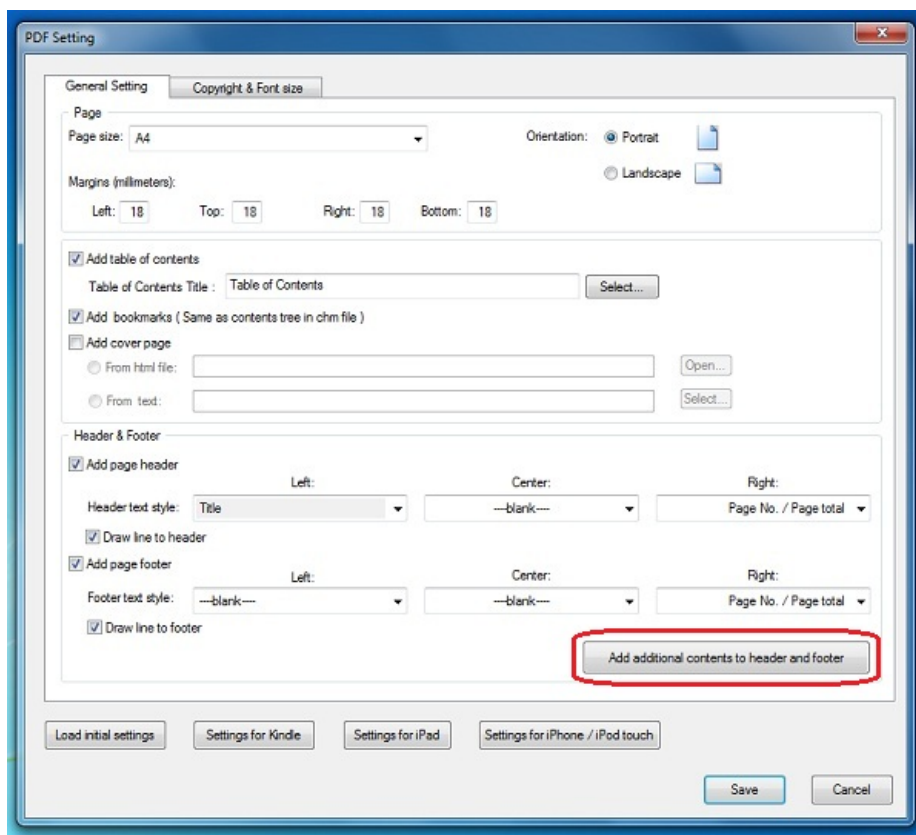 PDF Setting
General Setting Copyright & Font size
Page
Page size: A4 Orientation: Portrait
Landscape
Margins (millimeters):
Left: 18 Top: 18 Right: 18 Bottom: 18
Add table of contents
Table of Contents Title : Table of Contents Select...
Add bookmarks ( Same as contents tree in chm file )
Add cover page
From html file: Open...
From text: Select...
Header & Footer
Add page header
Left: Center: Right:
Header text style: Title ---blank--- Page No. / Page total
Draw line to header
Add page footer
Left: Center: Right:
Footer text style: ---blank--- ---blank--- Page No. / Page total
Draw line to footer
Add additional contents to header and footer
Load initial settings Settings for Kindle Settings for iPad Settings for iPhone / iPod touch
Save Cancel